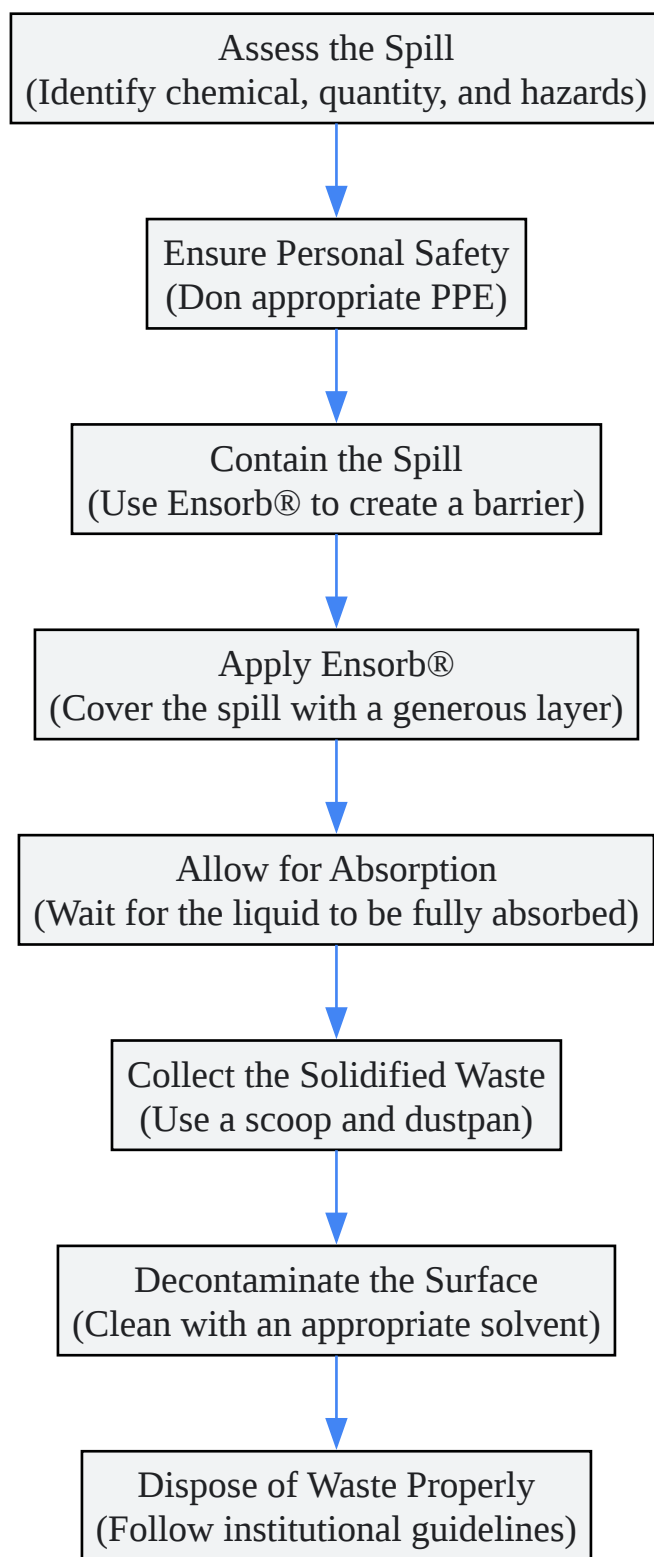 Assess the Spill
(Identify chemical, quantity, and hazards)
Ensure Personal Safety
(Don appropriate PPE)
Contain the Spill
(Use Ensorb® to create a barrier)
Apply Ensorb®
(Cover the spill with a generous layer)
Allow for Absorption
(Wait for the liquid to be fully absorbed)
Collect the Solidified Waste
(Use a scoop and dustpan)
Decontaminate the Surface
(Clean with an appropriate solvent)
Dispose of Waste Properly
(Follow institutional guidelines)